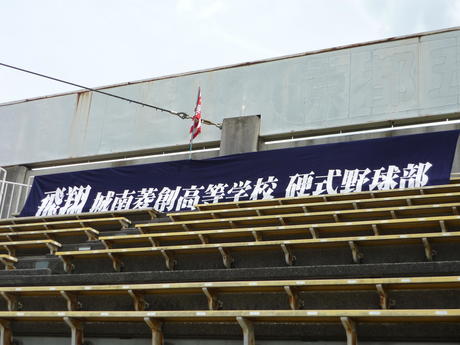 飛翔 城南菱創高等学校 硬式野球部